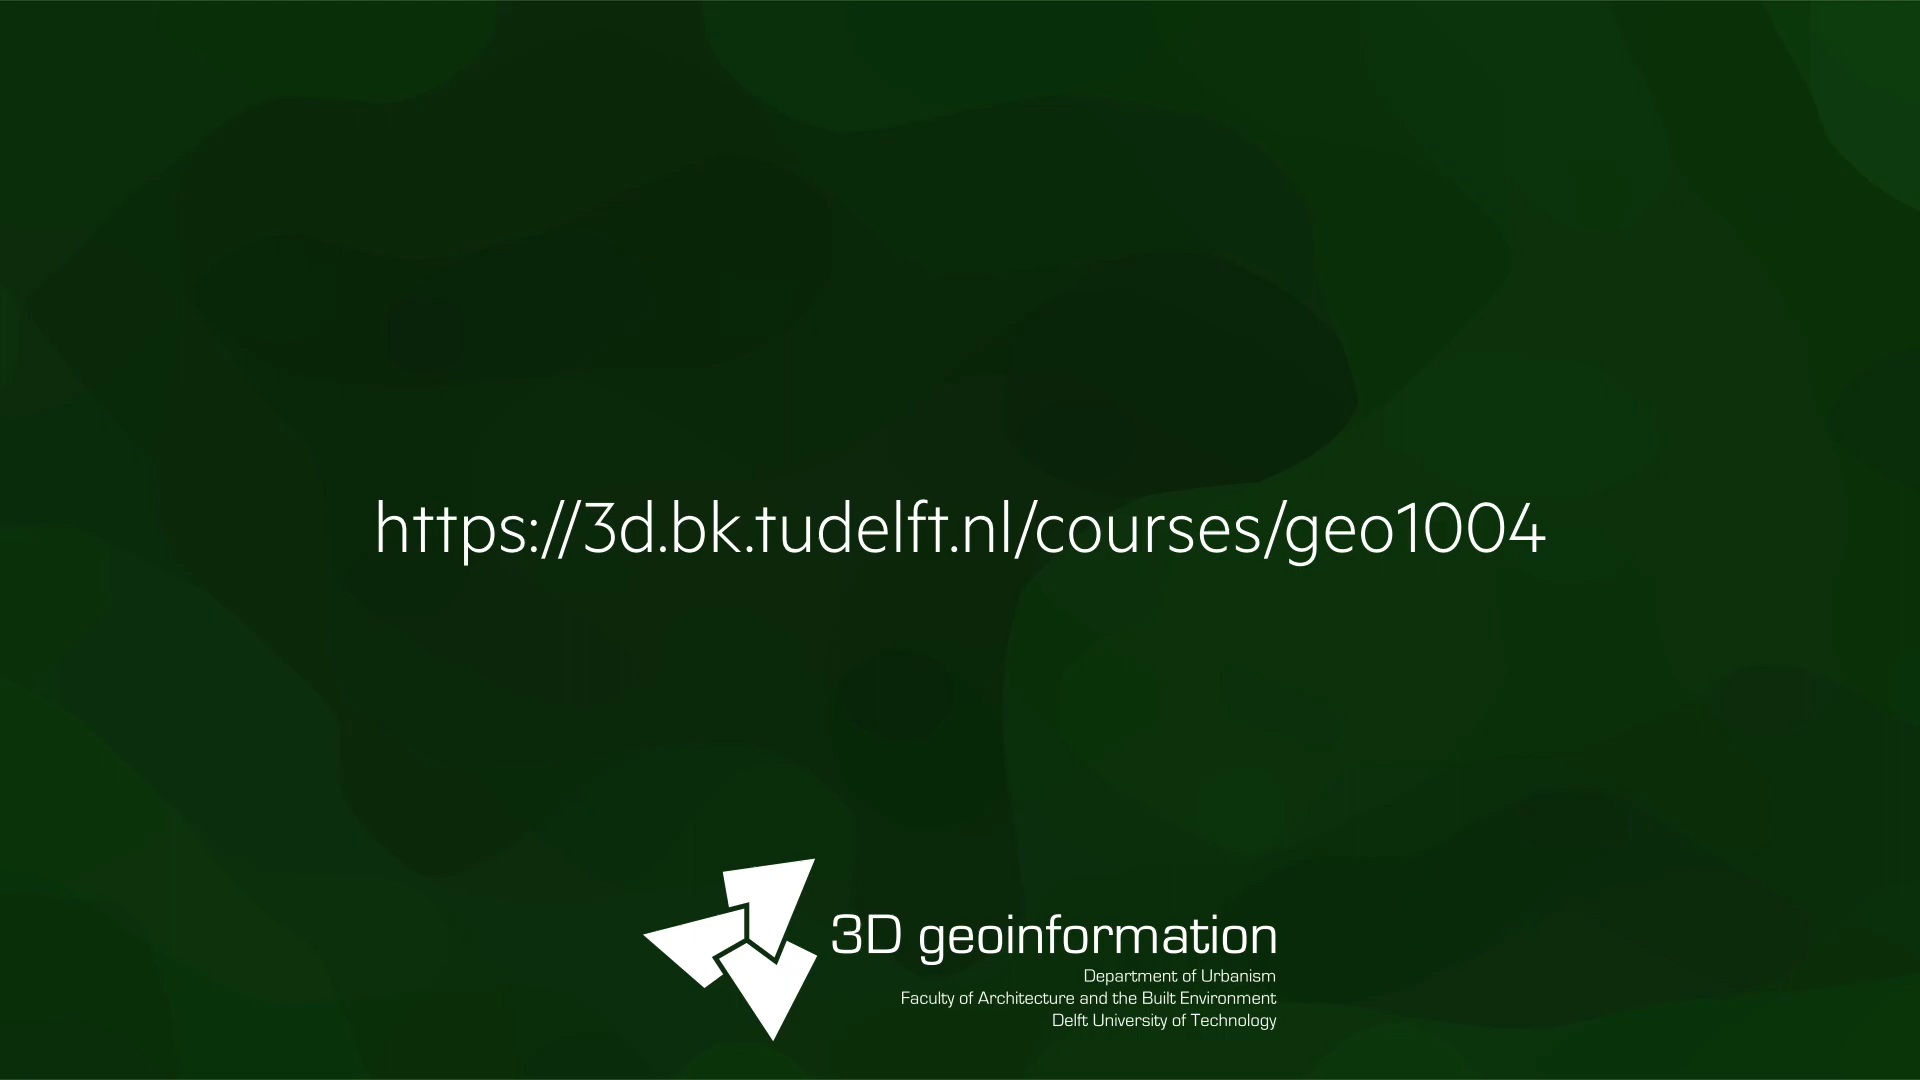 https://3d.bk.tudelft.nl/courses/geo1004
3D geoinformation
Department of Urbanism
Faculty of Architecture and the Built Environment
Delft University of Technology